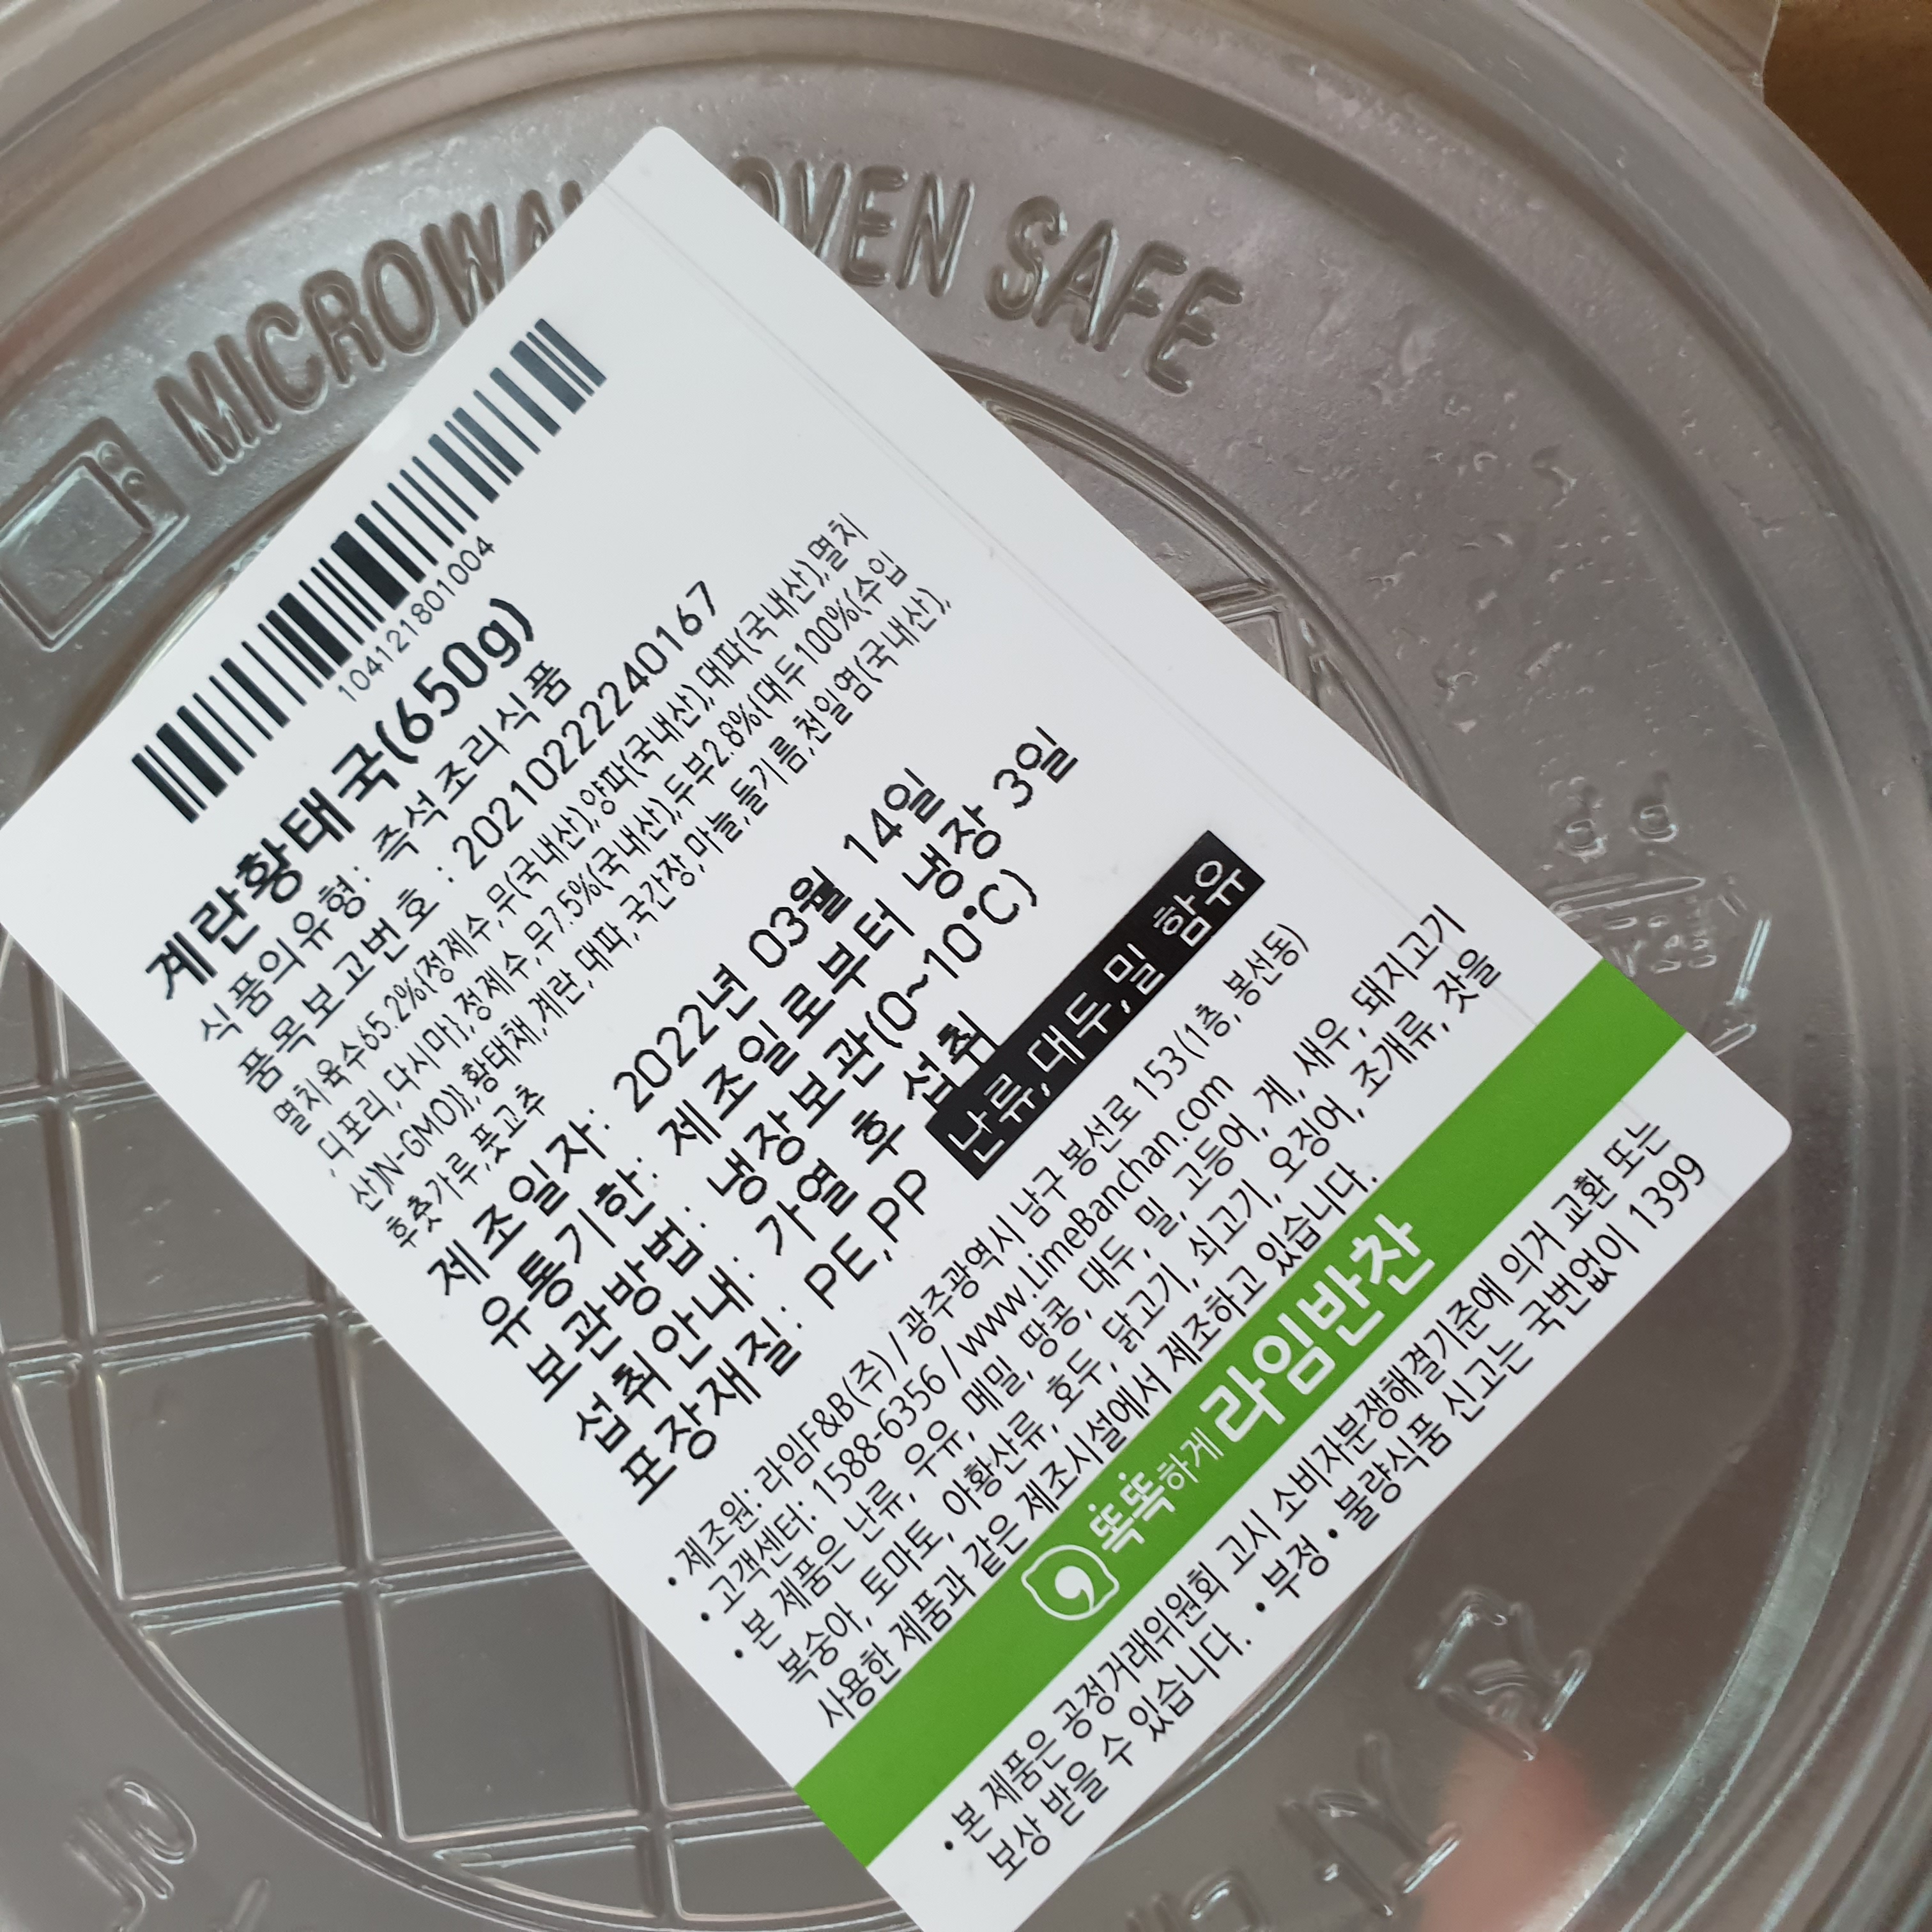 MICROWA OVEN SAFE
104121801004
계란황태국(650g)
식품의유형: 즉석조리식품
품목보고번호 : 2021022240167
멸치육수65.2%{정제수,무(국내산),양파(국내산),대파(국내산),멸치
,디포리,다시마},정제수,무7.5%(국내산),두부2.8%{대두100%(수입
산)N-GMO)},황태채,계란,대파,국간장,마늘,들기름,천일염(국내산),
후춧가루,풋고추
제조일자: 2022년 03월 14일
유통기한: 제조일로부터 냉장 3일
보관방법: 냉장보관(0~10℃)
섭취안내: 가열 후 섭취
포장재질: PE,PP
난류,대두,밀 함유
• 제조원: 라임F&B(주) / 광주광역시 남구 봉선로 153(1층, 봉선동)
• 고객센터: 1588-6356 / www.LimeBanchan.com
• 본 제품은 난류, 우유, 메밀, 땅콩, 대두, 밀, 고등어, 게, 새우, 돼지고기
복숭아, 토마토, 아황산류, 호두, 닭고기, 쇠고기, 오징어, 조개류, 잣을
사용한 제품과 같은 제조시설에서 제조하고 있습니다.
똑똑하게 라임반찬
• 본 제품은 공정거래위원회 고시 소비자분쟁해결기준에 의거 교환 또는
보상 받을 수 있습니다. • 부정 • 불량식품 신고는 국번없이 1399